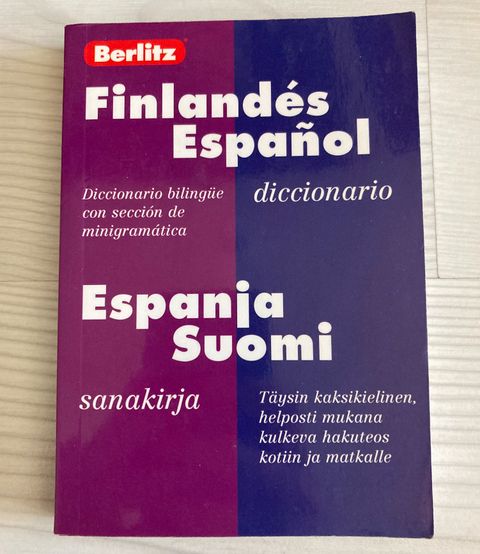 Berlitz
Finlandés
Español
Diccionario bilingüe
con sección de
minigramática
diccionario
Espanja
Suomi
sanakirja
Täysin kaksikielinen,
helposti mukana
kulkeva hakuteos
kotiin ja matkalle